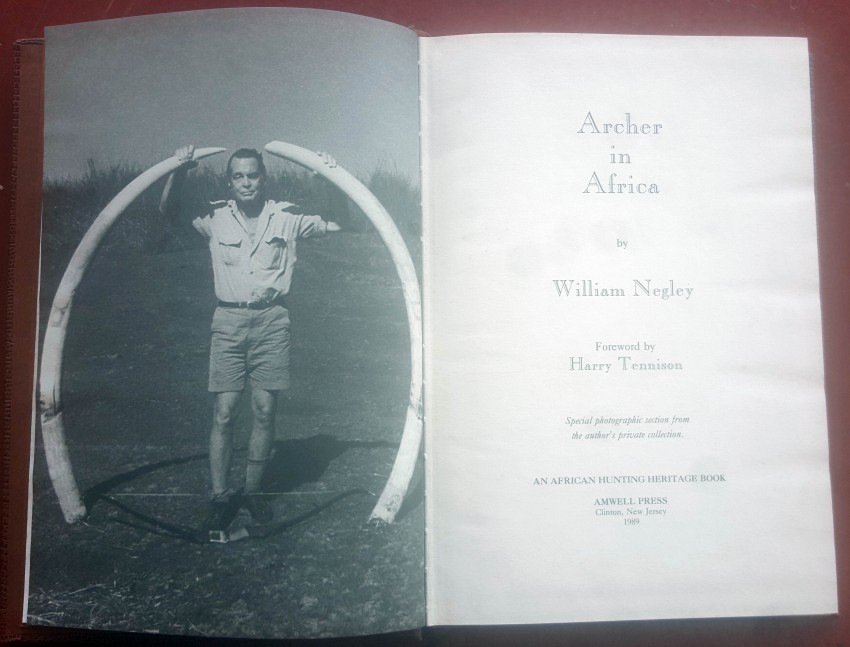 Archer
in
Africa
by
William Negley
Foreword by
Harry Tennison
Special photographic section from
the author's private collection.
AN AFRICAN HUNTING HERITAGE BOOK
AMWELL PRESS
Clinton, New Jersey
1989